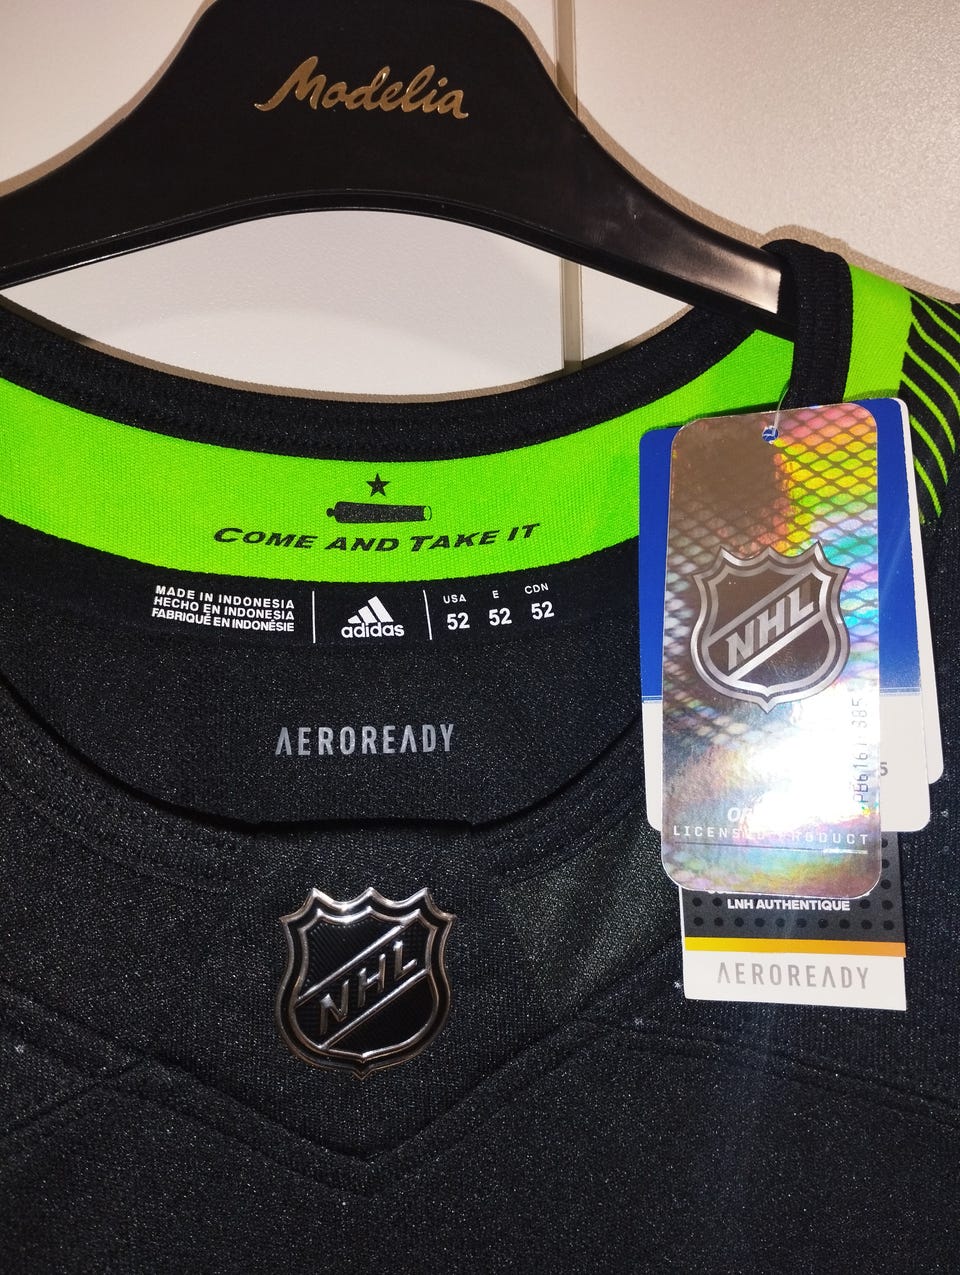 Modelia
COME AND TAKE IT
MADE IN INDONESIA
HECHO EN INDONESIA
FABRIQUÉ EN INDONÉSIE
adidas
USA E CDN
52 52 52
AEROREADY
NHL
NHL
LICENSED PRODUCT
LNH AUTHENTIQUE
AEROREADY